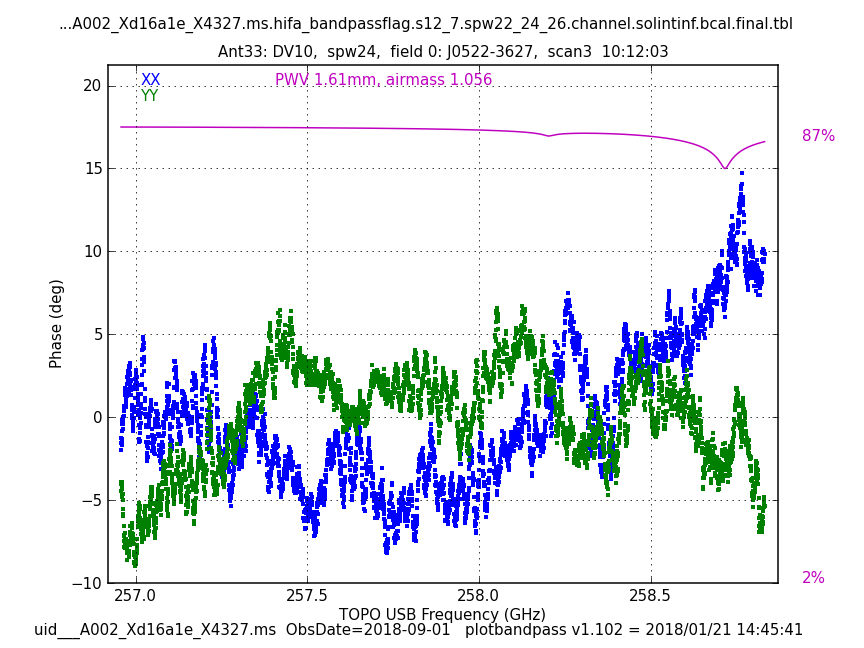 ...A002_Xd16a1e_X4327.ms.hifa_bandpassflag.s12_7.spw22_24_26.channel.solintinf.bcal.final.tbl
Ant33: DV10,  spw24,  field 0: J0522-3627,  scan3  10:12:03
XX
PWV 1.61mm, airmass 1.056
YY
20
87%
15
10
5
Phase (deg)
0
−5
−10
2%
257.0 257.5 258.0 258.5
TOPO USB Frequency (GHz)
uid___A002_Xd16a1e_X4327.ms  ObsDate=2018-09-01   plotbandpass v1.102 = 2018/01/21 14:45:41